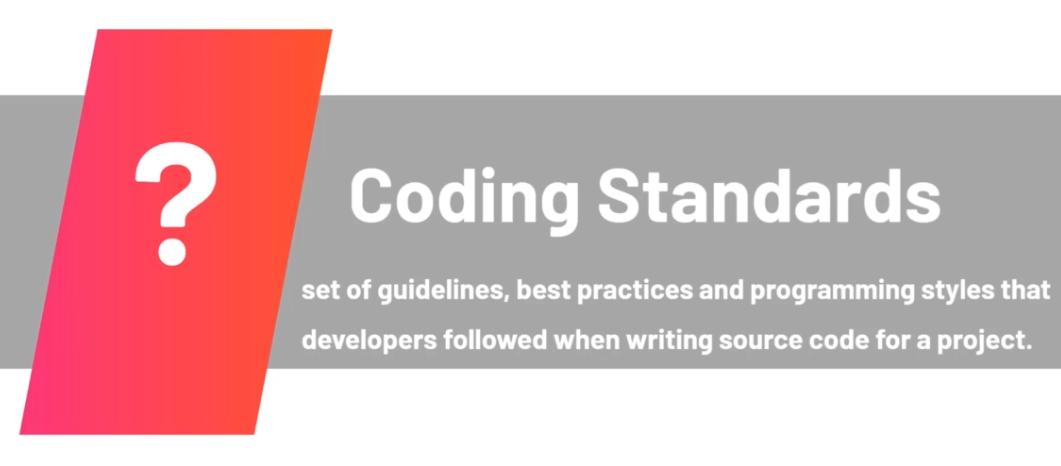 ?
Coding Standards
set of guidelines, best practices and programming styles that
developers followed when writing source code for a project.